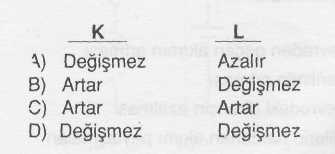 K L
A) Değişmez Azalır
B) Artar Değişmez
C) Artar Artar
D) Değişmez Değişmez